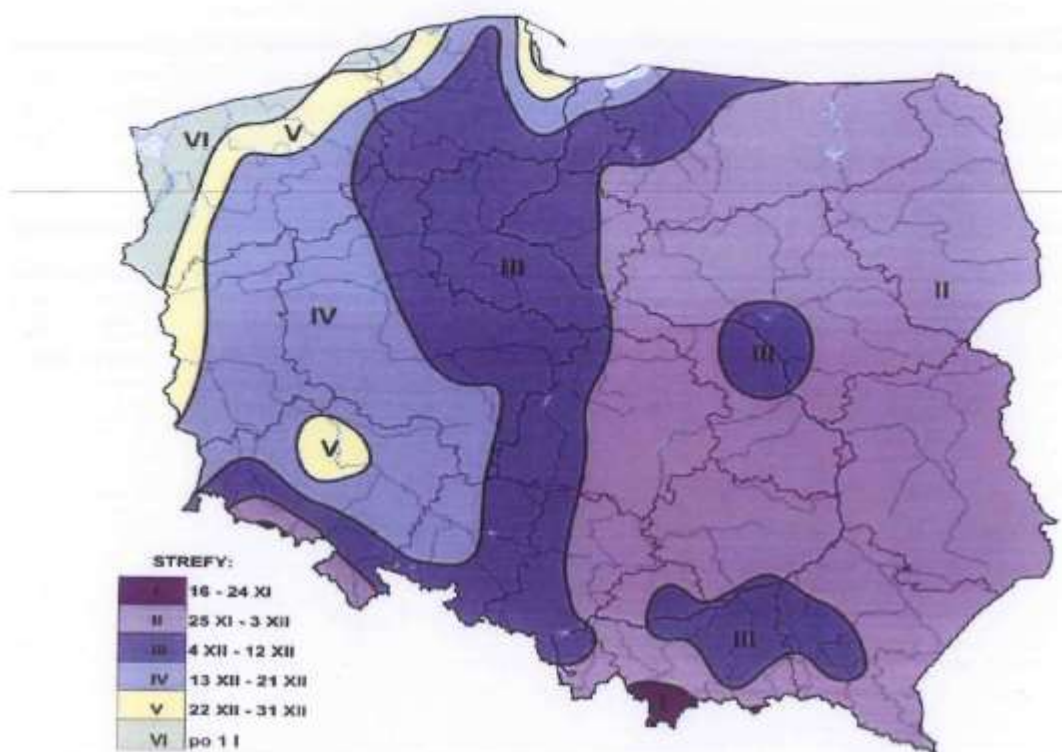 VI
V
III
II
IV
III
V
III
I
STREFY:
I 16 - 24 XI
II 25 XI - 3 XII
III 4 XII - 12 XII
IV 13 XII - 21 XII
V 22 XII - 31 XII
VI po 1 I